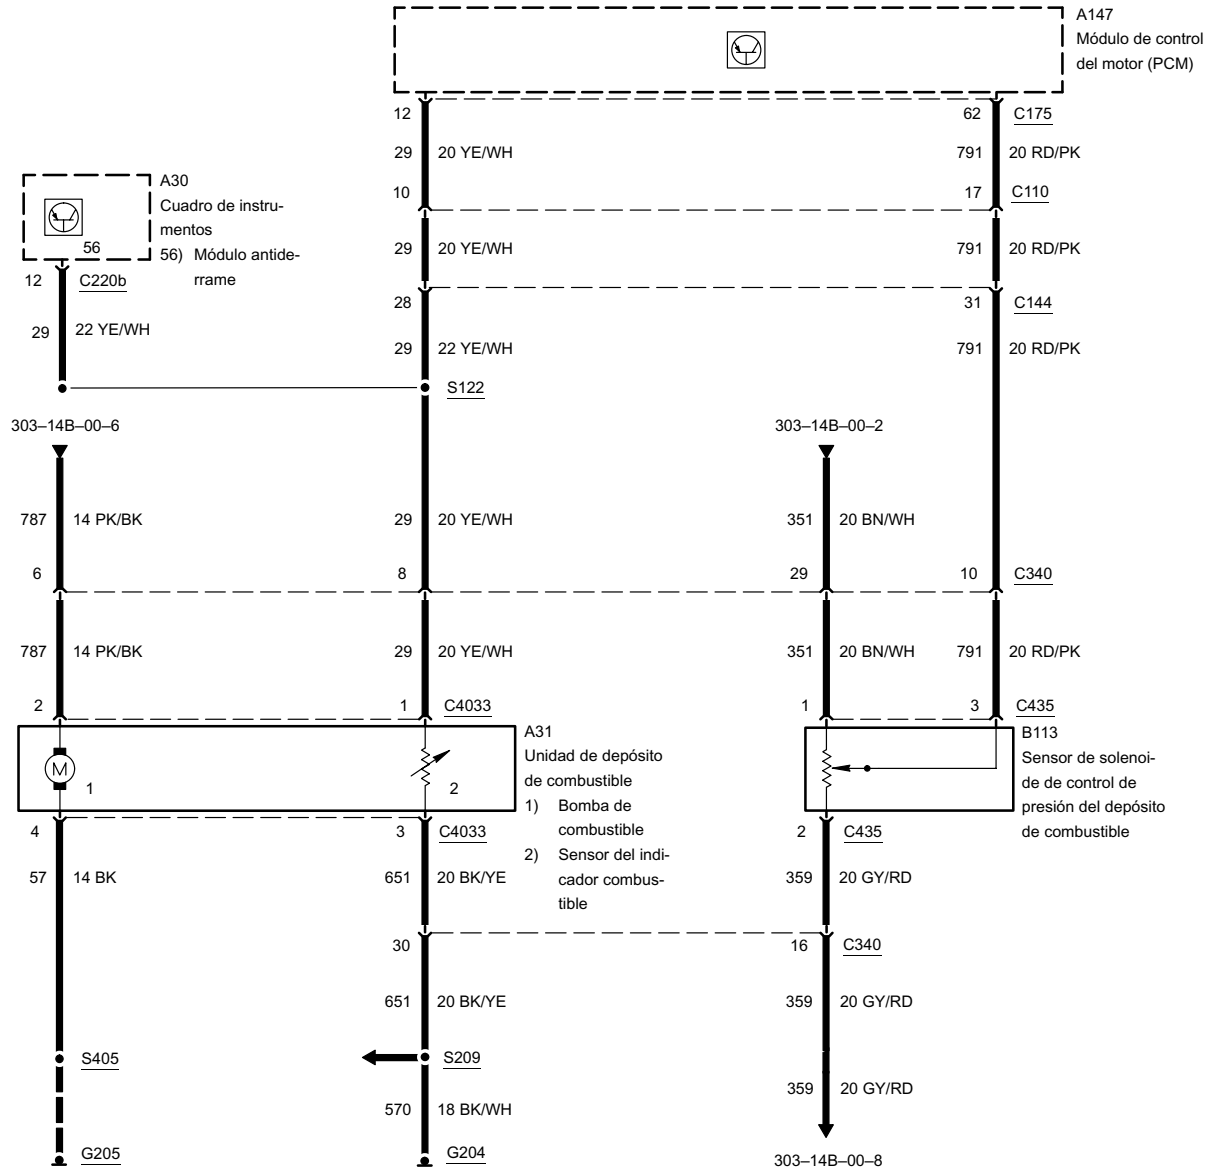 A147
Módulo de control
del motor (PCM)
12 62 C175
29 20 YE/WH 791 20 RD/PK
10 17 C110
A30
Cuadro de instru-
mentos
56) Módulo antide-
rrame
56
29 20 YE/WH 791 20 RD/PK
12 C220b
28 31 C144
29 22 YE/WH
29 22 YE/WH 791 20 RD/PK
S122
303–14B–00–6 303–14B–00–2
787 14 PK/BK 29 20 YE/WH 351 20 BN/WH
6 8 29 10 C340
787 14 PK/BK 29 20 YE/WH 351 20 BN/WH 791 20 RD/PK
2 1 C4033 1 3 C435
A31
Unidad de depósito
de combustible
1) Bomba de
combustible
2) Sensor del indi-
cador combus-
tible
M 1 2
B113
Sensor de solenoi-
de de control de
presión del depósito
de combustible
4 3 C4033 2 C435
57 14 BK 651 20 BK/YE 359 20 GY/RD
30 16 C340
651 20 BK/YE 359 20 GY/RD
S405 S209
359 20 GY/RD
570 18 BK/WH
G205 G204
303–14B–00–8